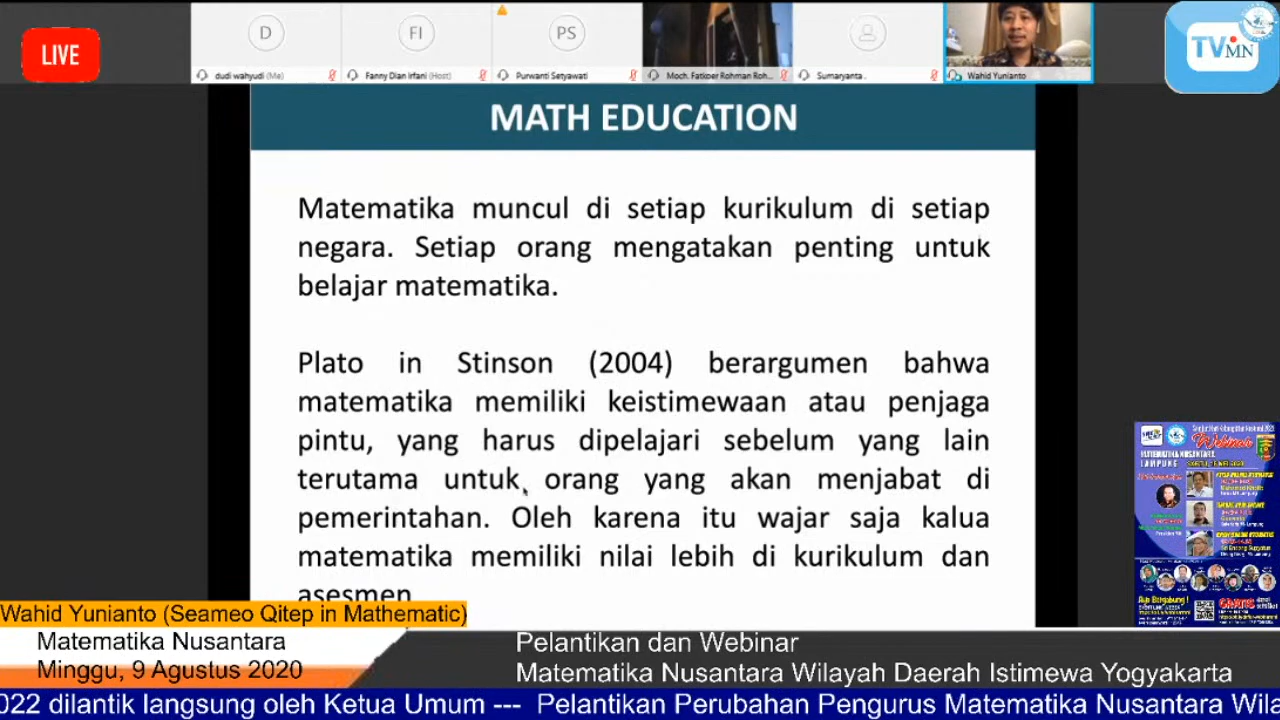 LIVE
D
FI
PS
dudi wahyudi (Me)
Fanny Dian Irfani (Host)
Purwanti Setyawati
Moch. Fatkoer Rohman Roh...
Sumaryanta .
Wahid Yunianto
TViMN
MATH EDUCATION
Matematika muncul di setiap kurikulum di setiap
negara. Setiap orang mengatakan penting untuk
belajar matematika.
Plato in Stinson (2004) berargumen bahwa
matematika memiliki keistimewaan atau penjaga
pintu, yang harus dipelajari sebelum yang lain
terutama untuk orang yang akan menjabat di
pemerintahan. Oleh karena itu wajar saja kalua
matematika memiliki nilai lebih di kurikulum dan
asesmen
Webinar
MATEMATIKA NUSANTARA
LAMPUNG
GRATIS
Wahid Yunianto (Seameo Qitep in Mathematic)
Matematika Nusantara
Minggu, 9 Agustus 2020
Pelantikan dan Webinar
Matematika Nusantara Wilayah Daerah Istimewa Yogyakarta
022 dilantik langsung oleh Ketua Umum --- Pelantikan Perubahan Pengurus Matematika Nusantara Wila